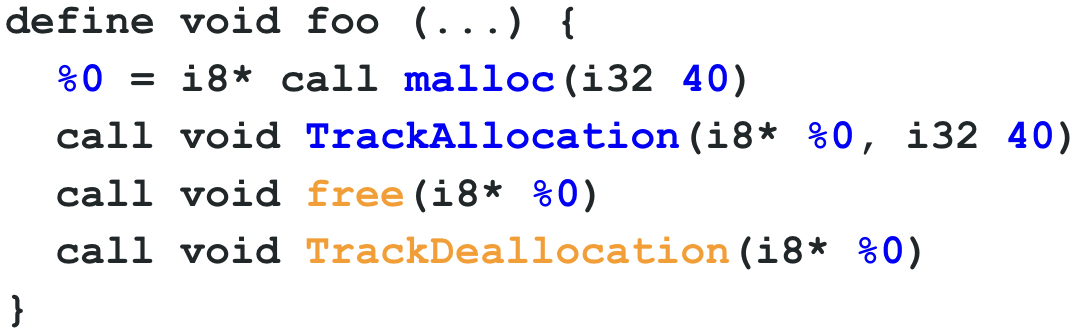 define void foo (...) {
  %0 = i8* call malloc(i32 40)
  call void TrackAllocation(i8* %0, i32 40)
  call void free(i8* %0)
  call void TrackDeallocation(i8* %0)
}